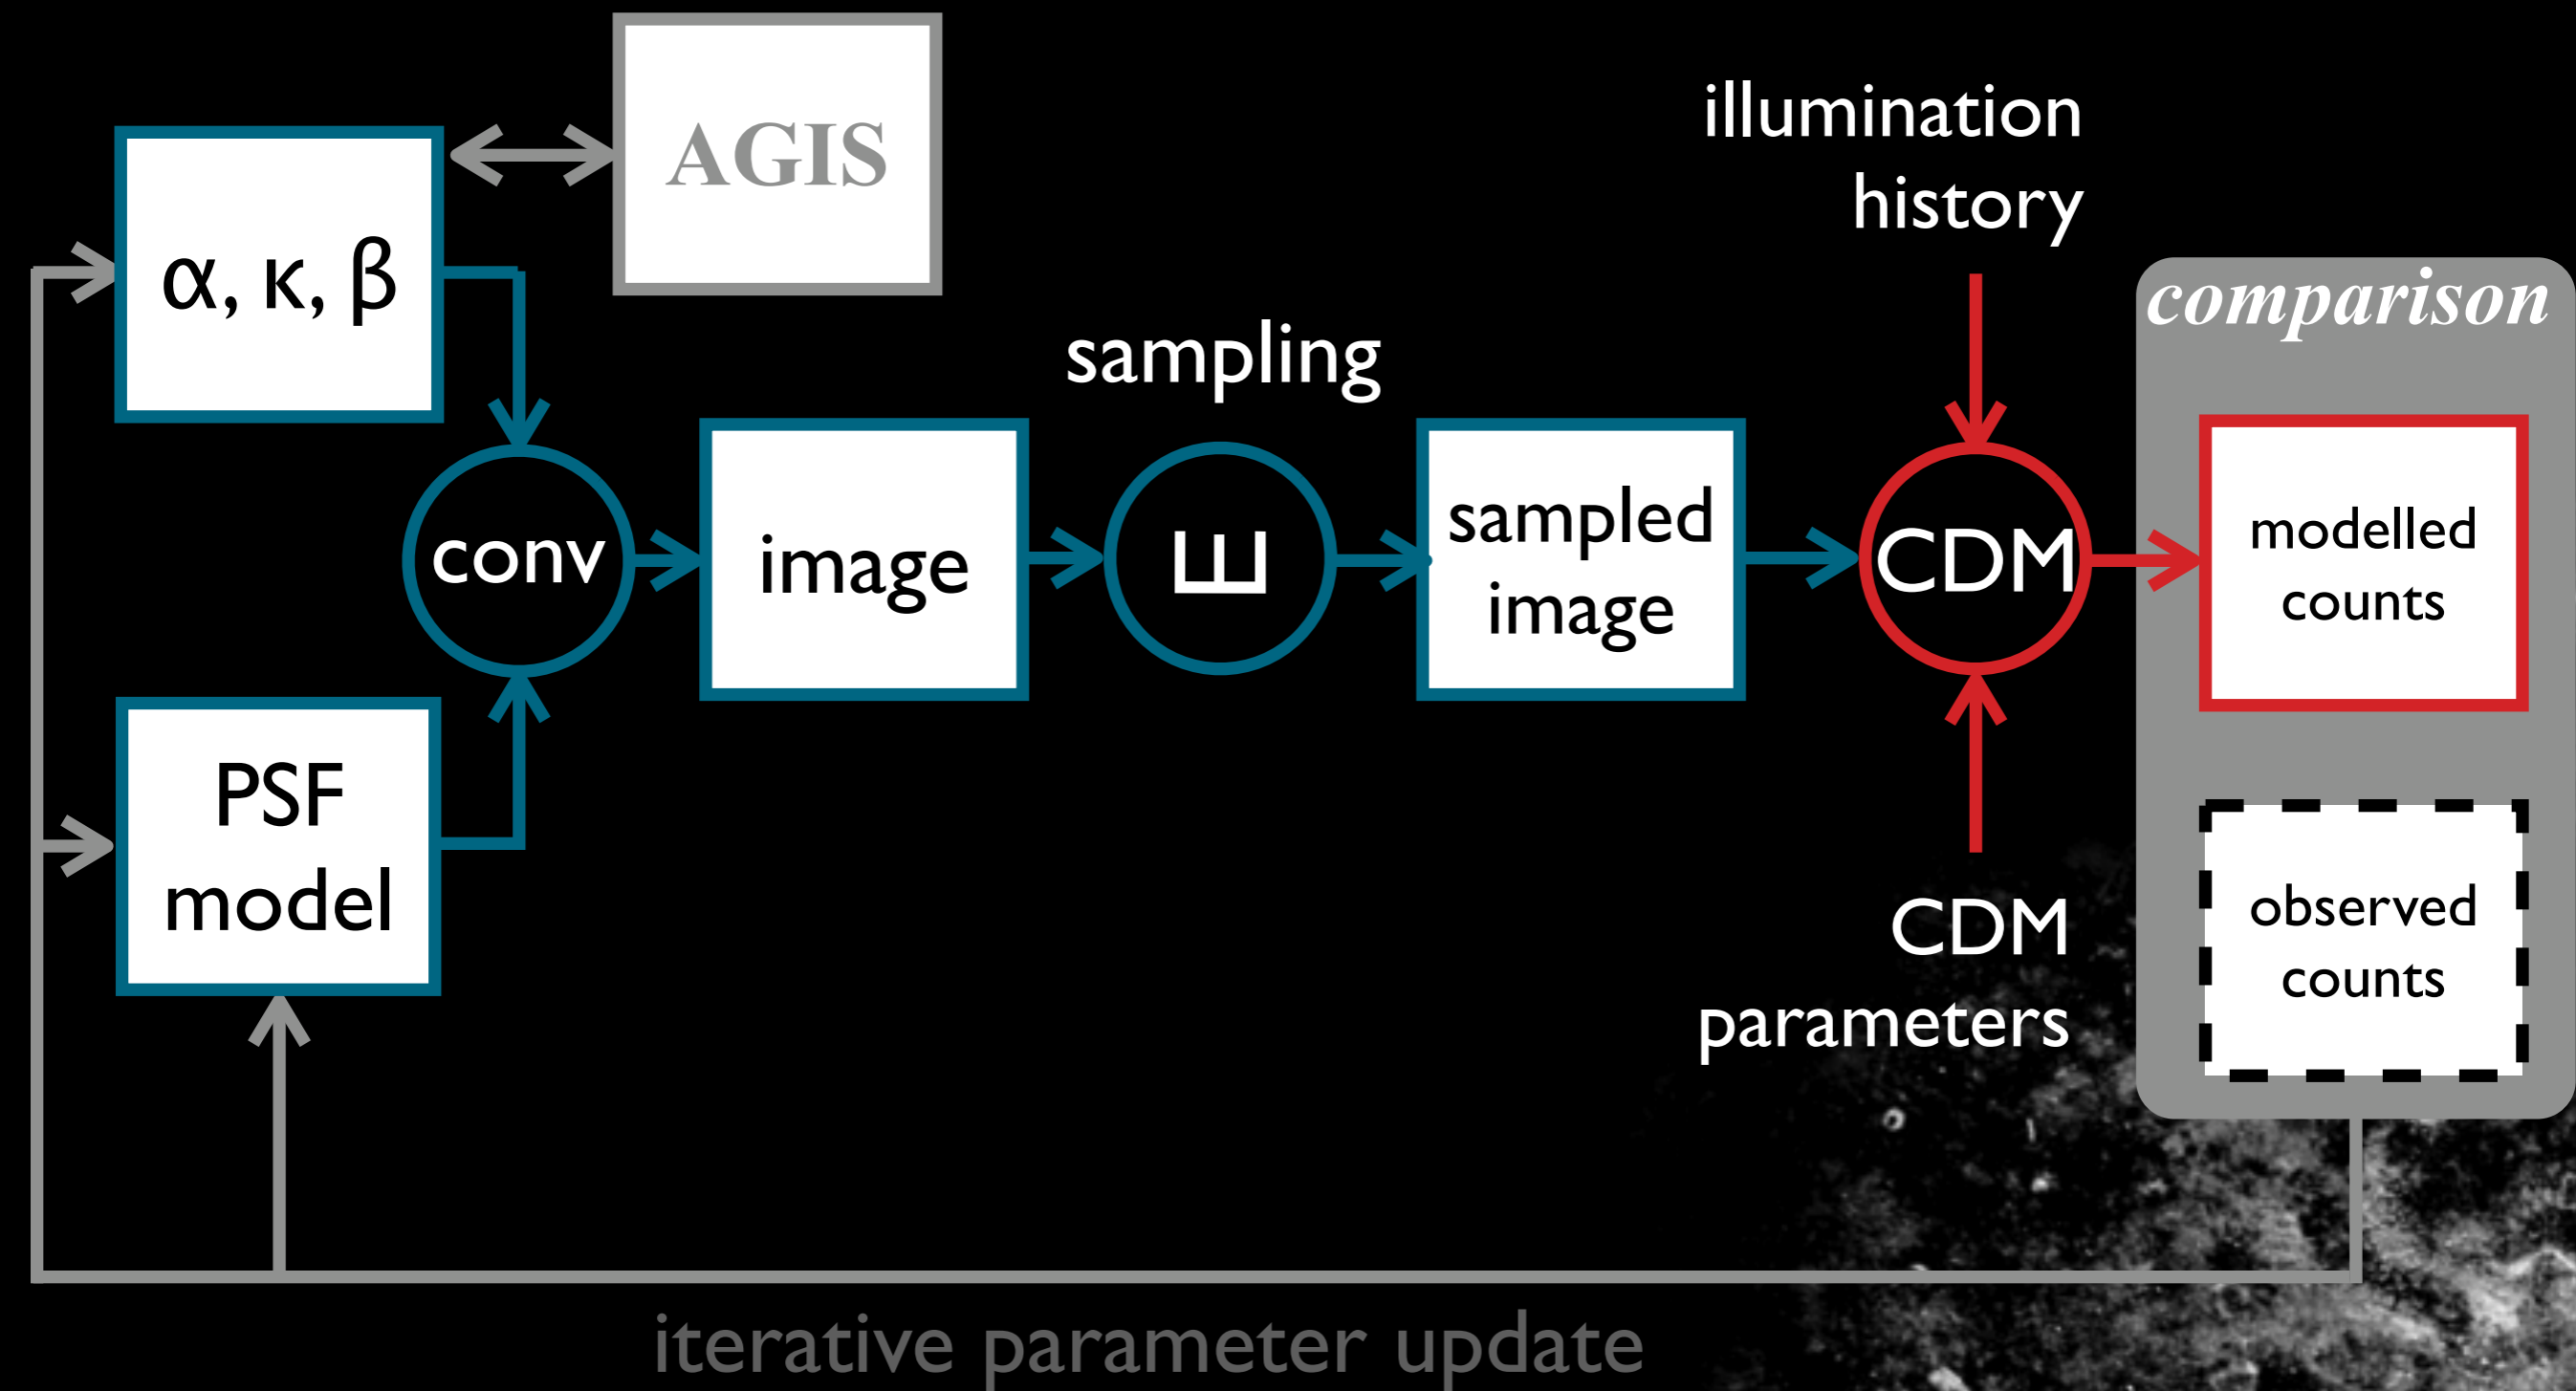 AGIS
α, κ, β
illumination
history
comparison
sampling
conv
image
Ш
sampled
image
CDM
modelled
counts
PSF
model
CDM
parameters
observed
counts
iterative parameter update